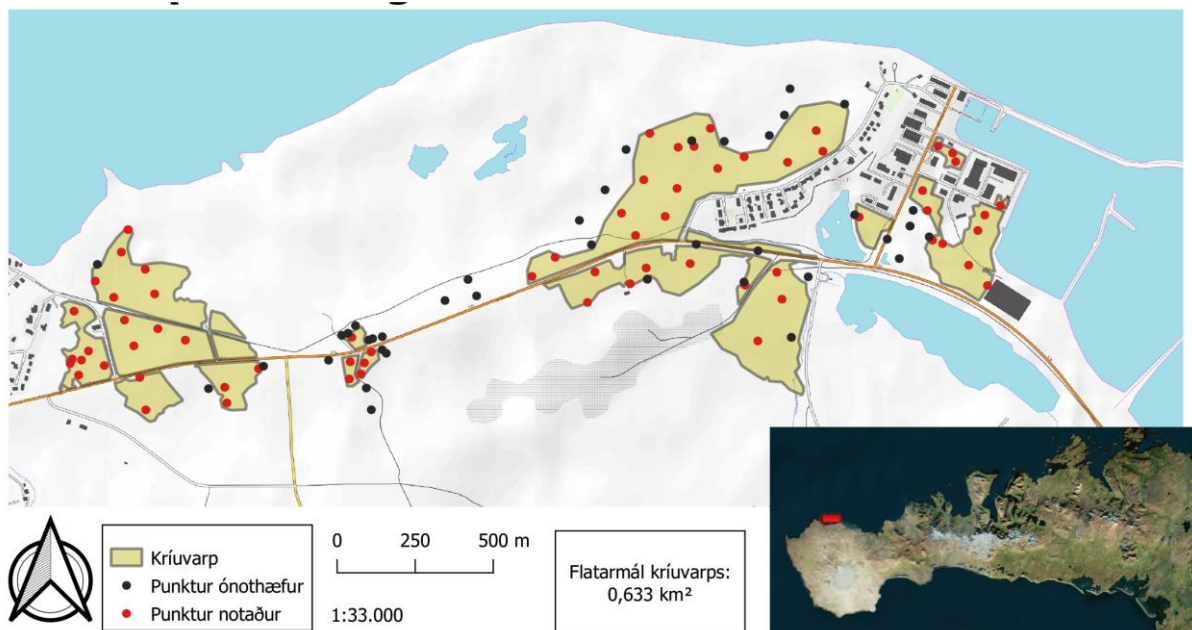 Kríuvarp
Punktur ónothæfur
Punktur notaður
0 250 500 m
1:33.000
Flatarmál kríuvarps:
0,633 km²